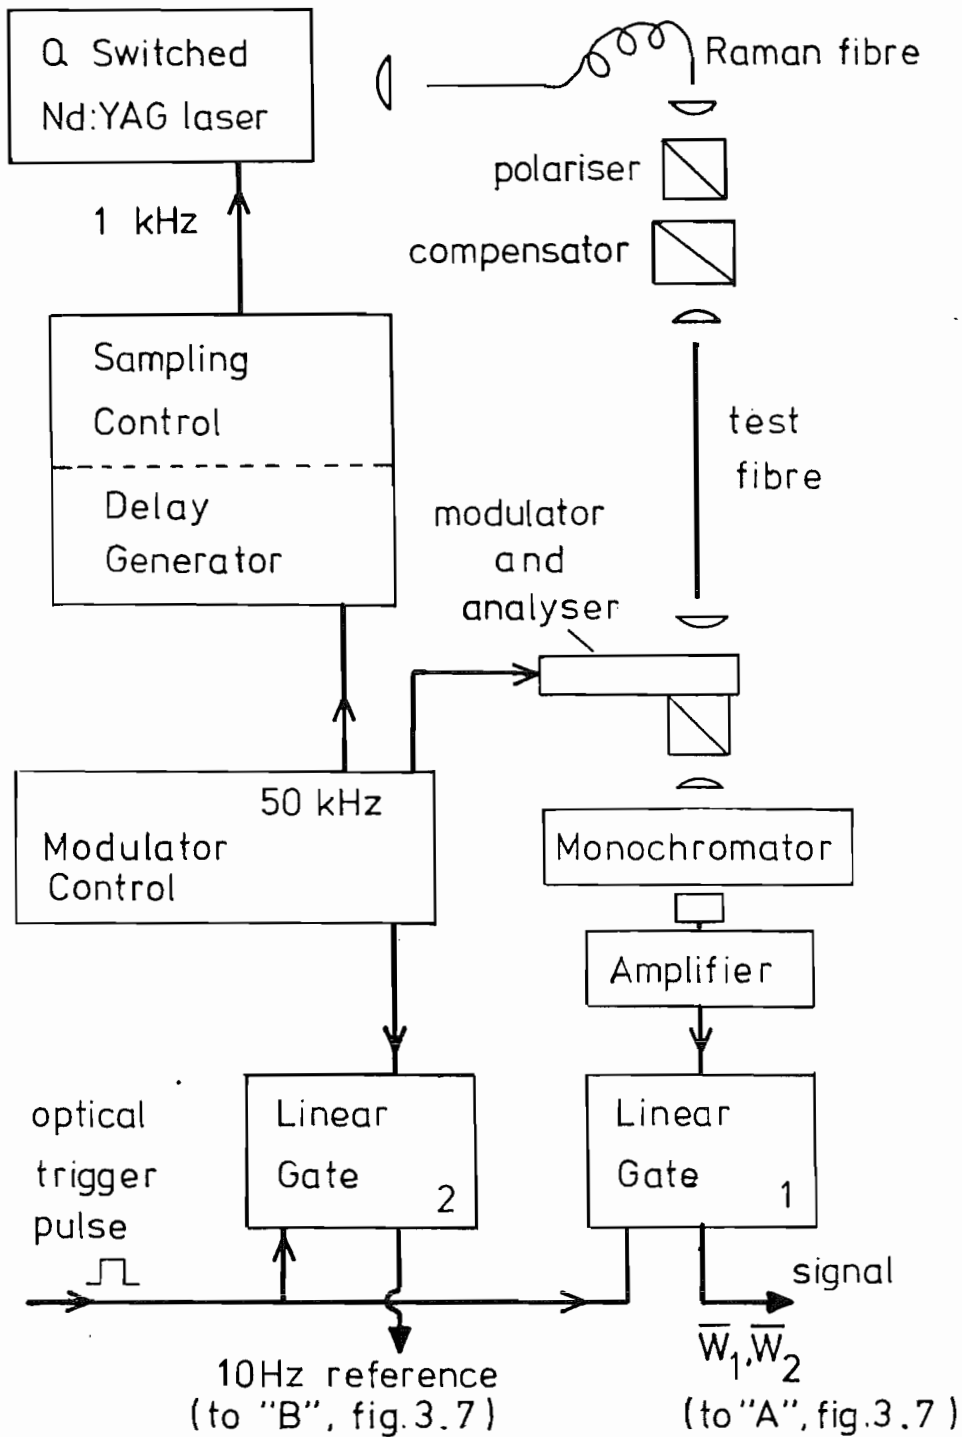 Q Switched
Nd:YAG laser
Raman fibre
polariser
1 kHz
compensator
Sampling
Control
test
fibre
Delay
Generator
modulator
and
analyser
50 kHz
Modulator
Control
Monochromator
Amplifier
optical
trigger
pulse
Linear
Gate
2
Linear
Gate
1
signal
W̅₁,W̅₂
10Hz reference
(to "B", fig.3.7)
(to "A", fig.3.7)